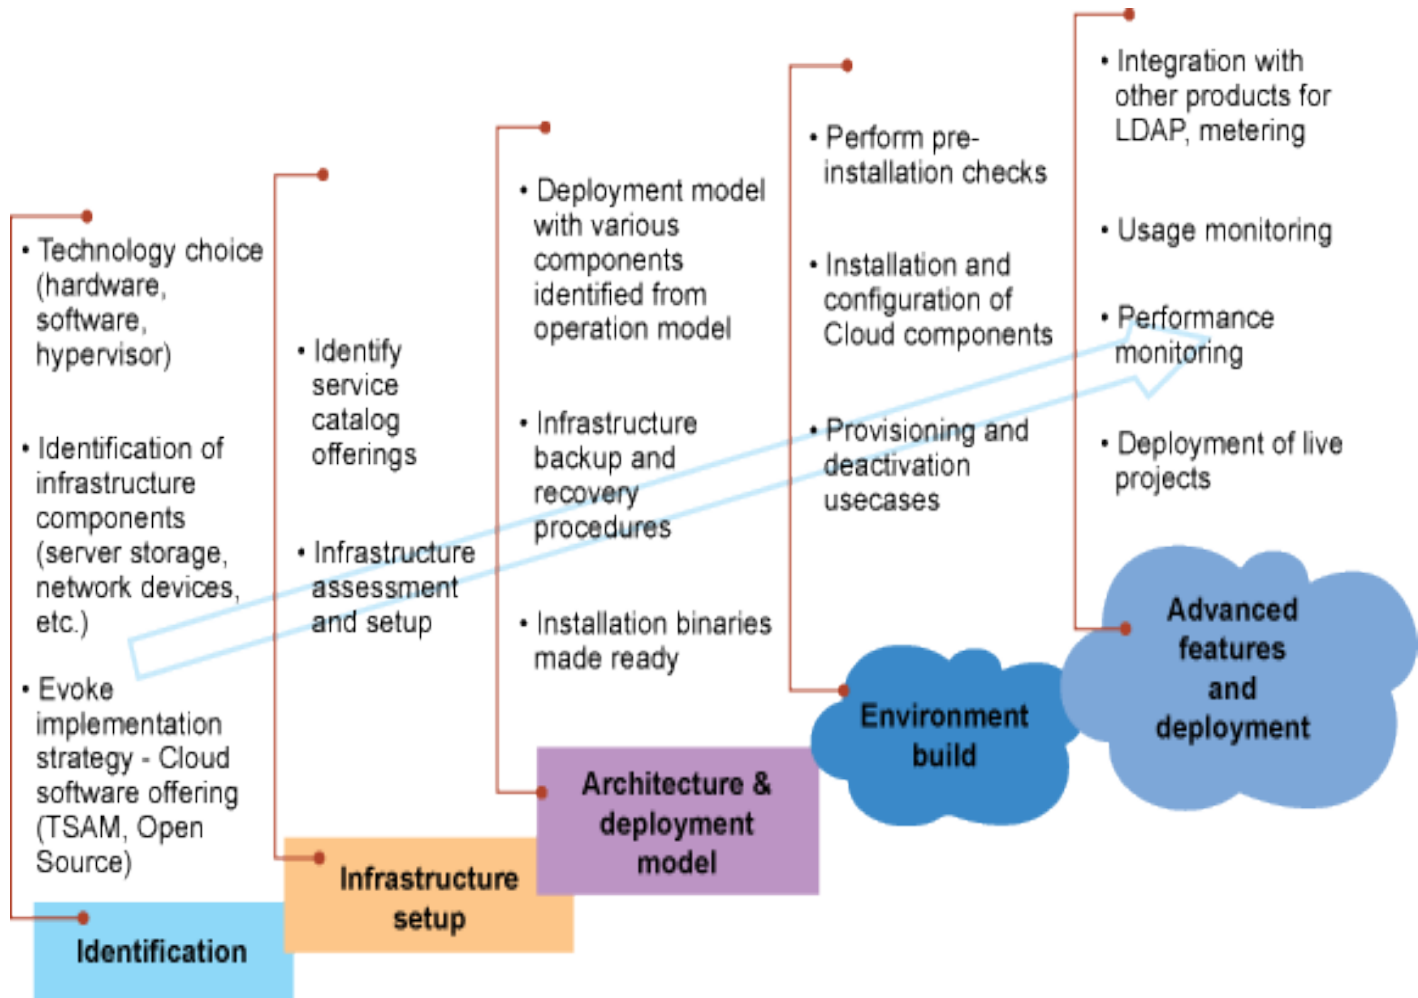 • Technology choice
(hardware,
software,
hypervisor)
• Identification of
infrastructure
components
(server storage,
network devices,
etc.)
• Evoke
implementation
strategy - Cloud
software offering
(TSAM, Open
Source)
Identification
• Identify
service
catalog
offerings
• Infrastructure
assessment
and setup
Infrastructure
setup
• Deployment model
with various
components
identified from
operation model
• Infrastructure
backup and
recovery
procedures
• Installation binaries
made ready
Architecture &
deployment
model
• Perform pre-
installation checks
• Installation and
configuration of
Cloud components
• Provisioning and
deactivation
usecases
Environment
build
• Integration with
other products for
LDAP, metering
• Usage monitoring
• Performance
monitoring
• Deployment of live
projects
Advanced
features
and
deployment